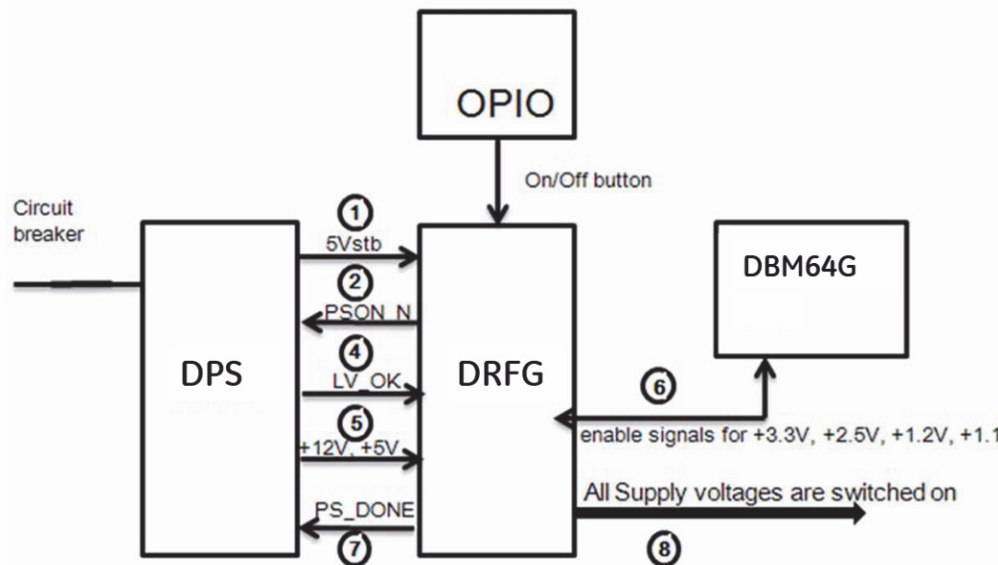 OPIO
On/Off button
Circuit
breaker
1
5Vstb
2
PSON_N
DBM64G
DPS
4
LV_OK
DRFG
6
5
+12V, +5V
enable signals for +3.3V, +2.5V, +1.2V, +1.1
All Supply voltages are switched on
PS_DONE
7
8